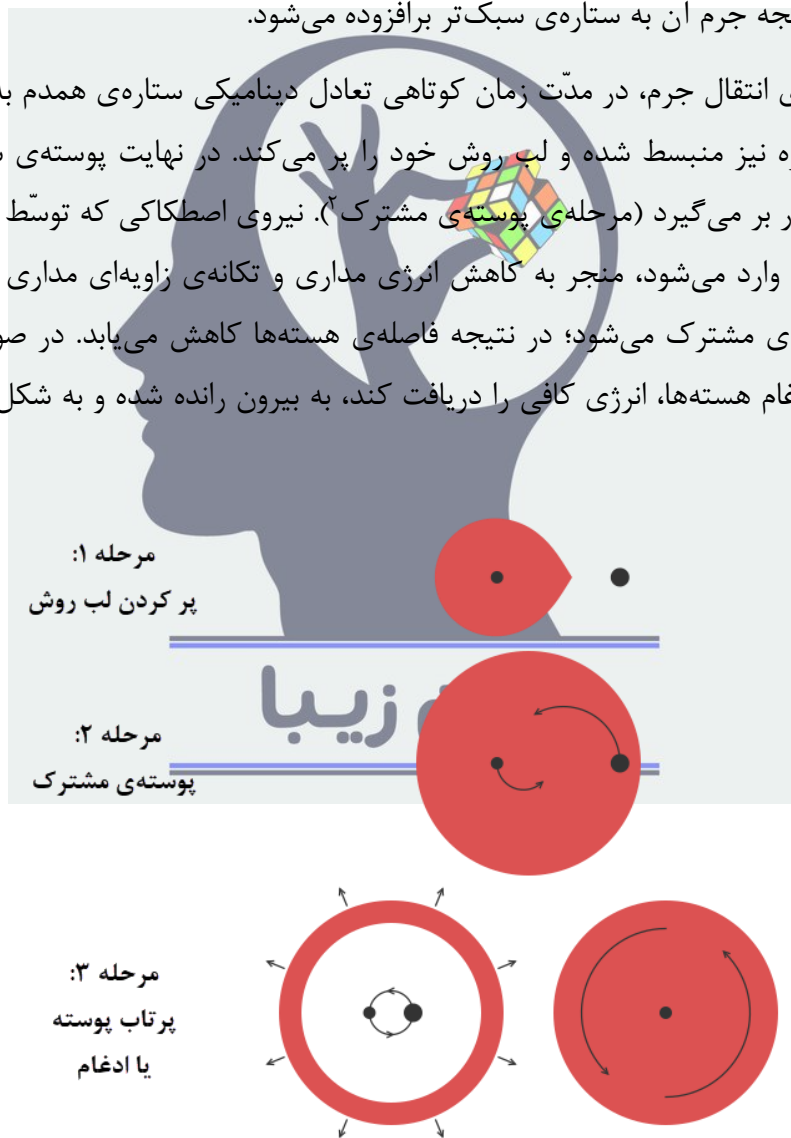 جه جرم آن به ستاره‌ی سبک‌تر برافزوده می‌شود.
ی انتقال جرم، در مدّت زمان کوتاهی تعادل دینامیکی ستاره‌ی همدم به
ه نیز منبسط شده و لب روش خود را پر می‌کند. در نهایت پوسته‌ی س
ر بر می‌گیرد (مرحله‌ی پوسته‌ی مشترک۲). نیروی اصطکاکی که توسّط
وارد می‌شود، منجر به کاهش انرژی مداری و تکانه‌ی زاویه‌ای مداری
ی مشترک می‌شود؛ در نتیجه فاصله‌ی هسته‌ها کاهش می‌یابد. در صو
غام هسته‌ها، انرژی کافی را دریافت کند، به بیرون رانده شده و به شکل
مرحله ۱:
پر کردن لب روش
زیبا
مرحله ۲:
پوسته‌ی مشترک
مرحله ۳:
پرتاب پوسته
یا ادغام